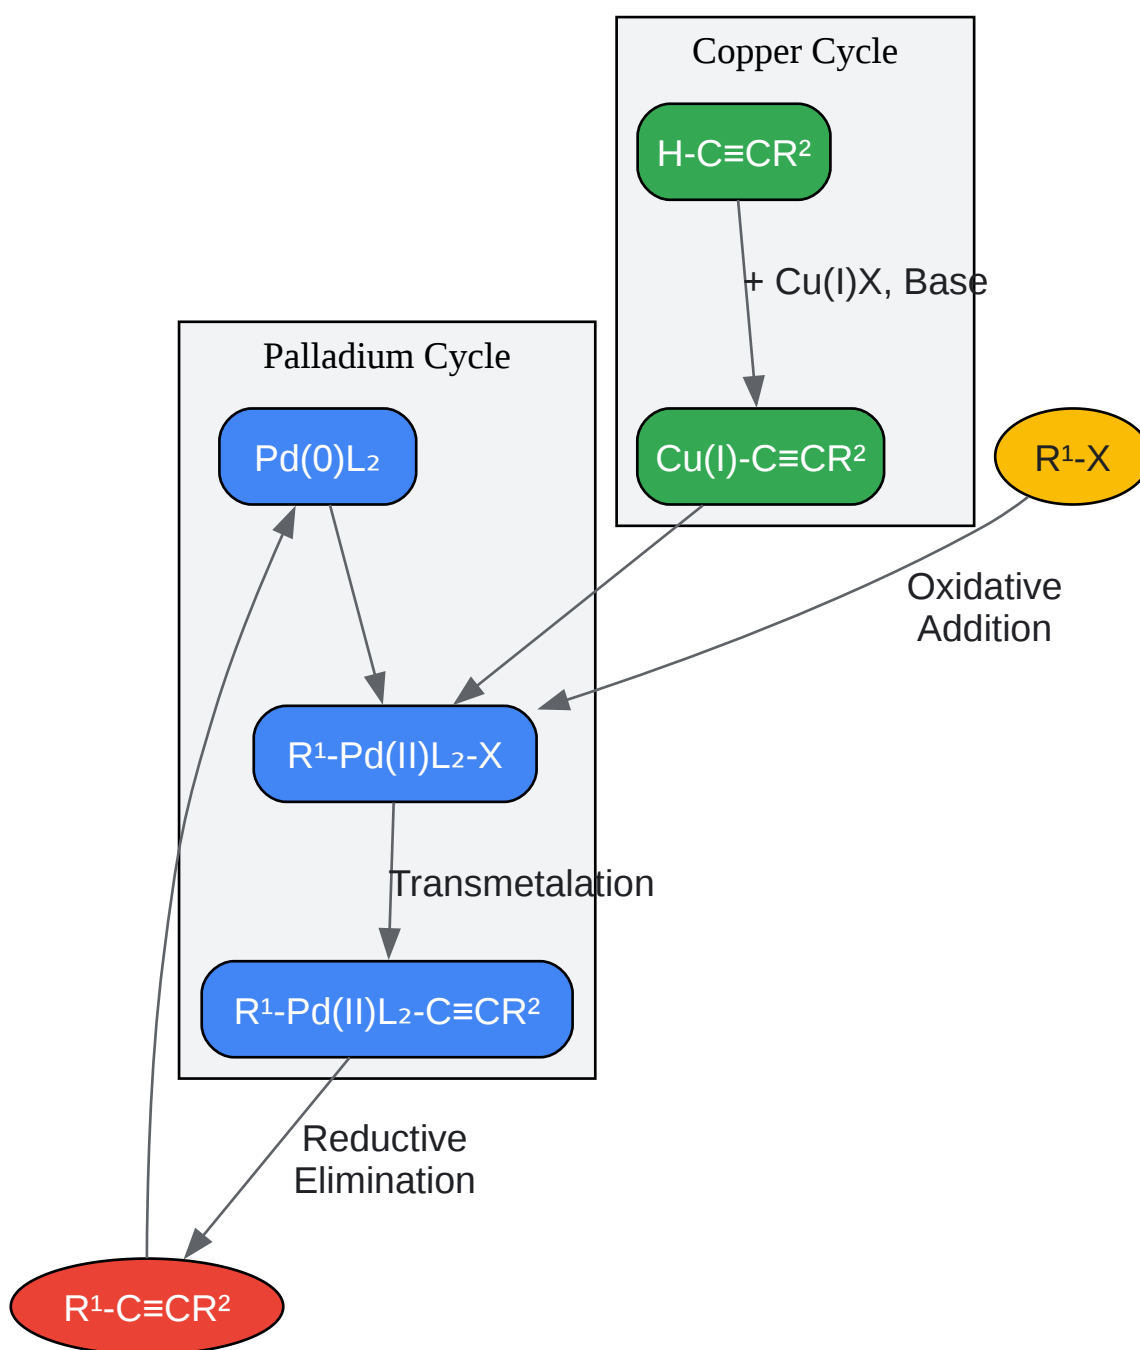 Copper Cycle
H-C≡CR²
+ Cu(I)X, Base
Palladium Cycle
Pd(0)L₂
Cu(I)-C≡CR²
R¹-X
Oxidative
Addition
R¹-Pd(II)L₂-X
Transmetalation
R¹-Pd(II)L₂-C≡CR²
Reductive
Elimination
R¹-C≡CR²